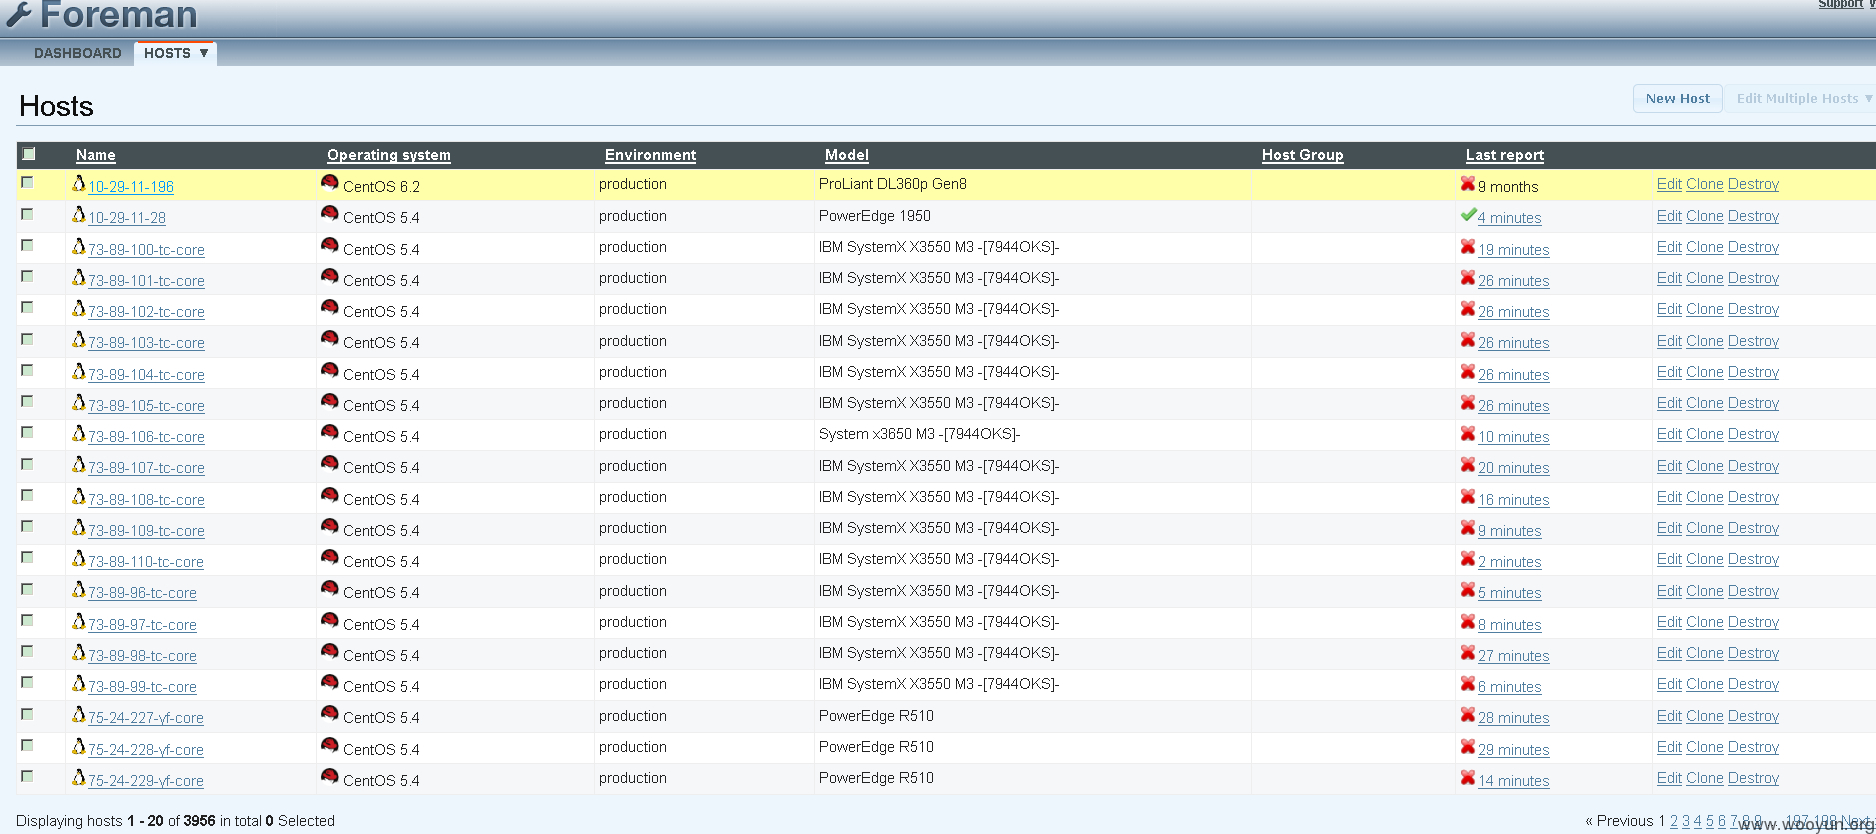 Support
Foreman
DASHBOARD HOSTS ▼
Hosts
New Host Edit Multiple Hosts ▼
Name Operating system Environment Model Host Group Last report
10-29-11-196 CentOS 6.2 production ProLiant DL360p Gen8 9 months Edit Clone Destroy
10-29-11-28 CentOS 5.4 production PowerEdge 1950 4 minutes Edit Clone Destroy
73-89-100-tc-core CentOS 5.4 production IBM SystemX X3550 M3 -[7944OKS]- 19 minutes Edit Clone Destroy
73-89-101-tc-core CentOS 5.4 production IBM SystemX X3550 M3 -[7944OKS]- 26 minutes Edit Clone Destroy
73-89-102-tc-core CentOS 5.4 production IBM SystemX X3550 M3 -[7944OKS]- 26 minutes Edit Clone Destroy
73-89-103-tc-core CentOS 5.4 production IBM SystemX X3550 M3 -[7944OKS]- 26 minutes Edit Clone Destroy
73-89-104-tc-core CentOS 5.4 production IBM SystemX X3550 M3 -[7944OKS]- 26 minutes Edit Clone Destroy
73-89-105-tc-core CentOS 5.4 production IBM SystemX X3550 M3 -[7944OKS]- 26 minutes Edit Clone Destroy
73-89-106-tc-core CentOS 5.4 production System x3650 M3 -[7944OKS]- 10 minutes Edit Clone Destroy
73-89-107-tc-core CentOS 5.4 production IBM SystemX X3550 M3 -[7944OKS]- 20 minutes Edit Clone Destroy
73-89-108-tc-core CentOS 5.4 production IBM SystemX X3550 M3 -[7944OKS]- 16 minutes Edit Clone Destroy
73-89-109-tc-core CentOS 5.4 production IBM SystemX X3550 M3 -[7944OKS]- 9 minutes Edit Clone Destroy
73-89-110-tc-core CentOS 5.4 production IBM SystemX X3550 M3 -[7944OKS]- 2 minutes Edit Clone Destroy
73-89-96-tc-core CentOS 5.4 production IBM SystemX X3550 M3 -[7944OKS]- 5 minutes Edit Clone Destroy
73-89-97-tc-core CentOS 5.4 production IBM SystemX X3550 M3 -[7944OKS]- 8 minutes Edit Clone Destroy
73-89-98-tc-core CentOS 5.4 production IBM SystemX X3550 M3 -[7944OKS]- 27 minutes Edit Clone Destroy
73-89-99-tc-core CentOS 5.4 production IBM SystemX X3550 M3 -[7944OKS]- 6 minutes Edit Clone Destroy
75-24-227-yf-core CentOS 5.4 production PowerEdge R510 28 minutes Edit Clone Destroy
75-24-228-yf-core CentOS 5.4 production PowerEdge R510 29 minutes Edit Clone Destroy
75-24-229-yf-core CentOS 5.4 production PowerEdge R510 14 minutes Edit Clone Destroy
Displaying hosts 1 - 20 of 3956 in total 0 Selected
« Previous 1 2 3 4 5 6 7 8 9 ... 197 198 Next
www.wooyun.org